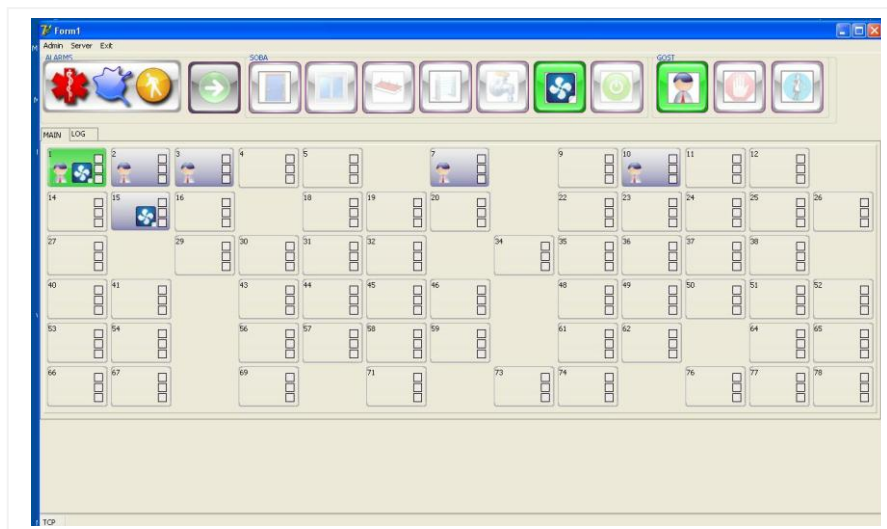 Form1
Admin Server Exit
ALARMS SOBA GOST
MAIN LOG
1 2 3 4 5 7 9 10 11 12
14 15 16 18 19 20 22 23 24 25 26
27 29 30 31 32 34 35 36 37 38
40 41 43 44 45 46 48 49 50 51 52
53 54 56 57 58 59 61 62 64 65
66 67 69 71 73 74 76 77 78
TCP